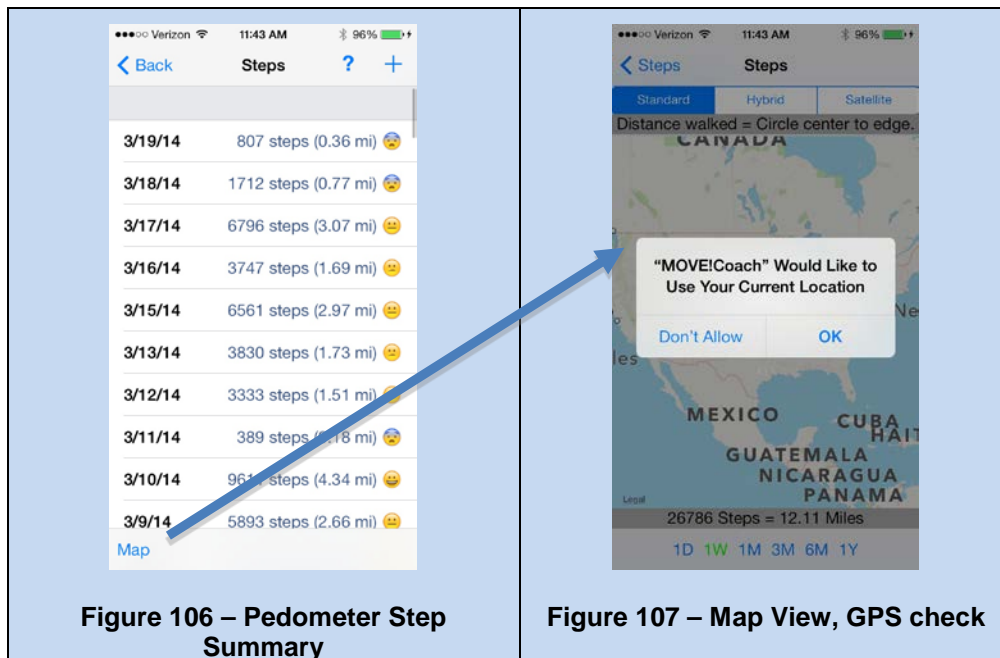 ●●●○○ Verizon 11:43 AM 96%
Back Steps ? +
3/19/14 807 steps (0.36 mi)
3/18/14 1712 steps (0.77 mi)
3/17/14 6796 steps (3.07 mi)
3/16/14 3747 steps (1.69 mi)
3/15/14 6561 steps (2.97 mi)
3/13/14 3830 steps (1.73 mi)
3/12/14 3333 steps (1.51 mi)
3/11/14 389 steps mi)
3/10/14 steps (4.34 mi)
3/9/14 5893 steps (2.66 mi)
Map
Figure 106 – Pedometer Step
Summary
●●●○○ Verizon 11:43 AM 96%
Steps Steps
Standard Hybrid Satellite
Distance walked = Circle center to edge.
CANADA
“MOVE!Coach” Would Like to
Use Your Current Location
Ne
Don't Allow OK
les
MEXICO
CUBA
HAIT
GUATEMALA
NICARAGUA
PANAMA
Legal
26786 Steps = 12.11 Miles
1D 1W 1M 3M 6M 1Y
Figure 107 – Map View, GPS check